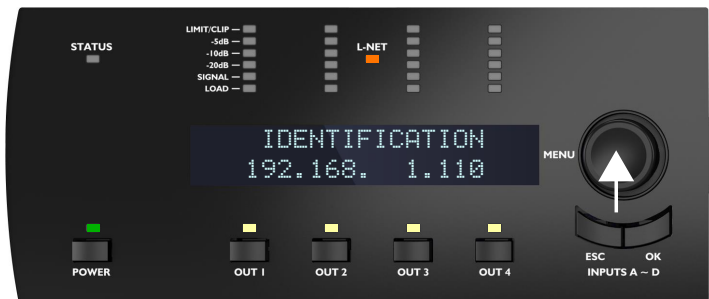 LIMIT/CLIP
-5dB
-10dB
-20dB
SIGNAL
LOAD
STATUS
L-NET
IDENTIFICATION
192.168.  1.110
MENU
POWER
OUT 1
OUT 2
OUT 3
OUT 4
ESC
OK
INPUTS A ~ D